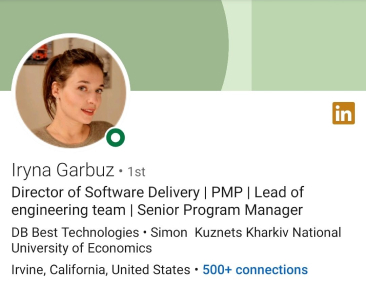 in
Iryna Garbuz • 1st
Director of Software Delivery | PMP | Lead of
engineering team | Senior Program Manager
DB Best Technologies • Simon Kuznets Kharkiv National
University of Economics
Irvine, California, United States • 500+ connections